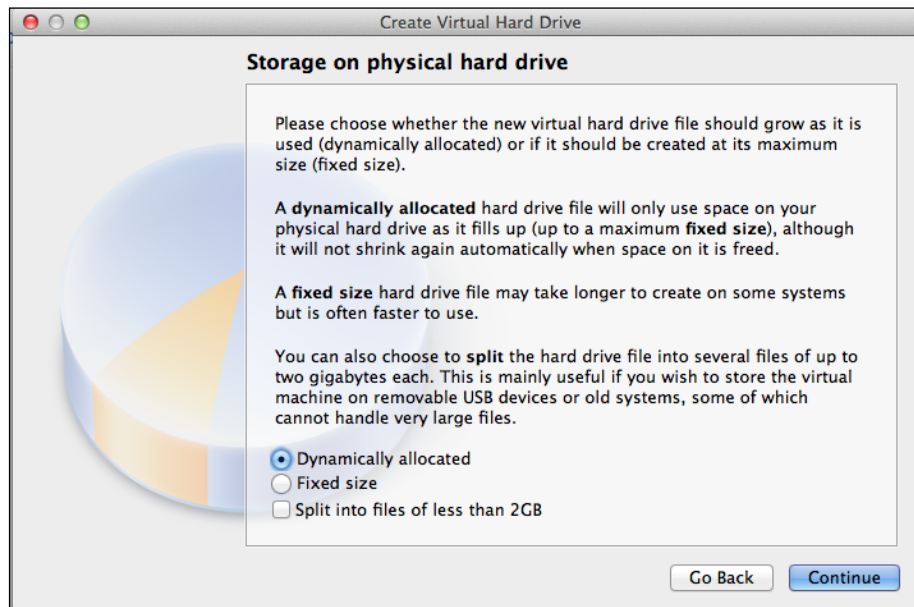 Create Virtual Hard Drive
Storage on physical hard drive
Please choose whether the new virtual hard drive file should grow as it is
used (dynamically allocated) or if it should be created at its maximum
size (fixed size).
A dynamically allocated hard drive file will only use space on your
physical hard drive as it fills up (up to a maximum fixed size), although
it will not shrink again automatically when space on it is freed.
A fixed size hard drive file may take longer to create on some systems
but is often faster to use.
You can also choose to split the hard drive file into several files of up to
two gigabytes each. This is mainly useful if you wish to store the virtual
machine on removable USB devices or old systems, some of which
cannot handle very large files.
Dynamically allocated
Fixed size
Split into files of less than 2GB
Go Back Continue